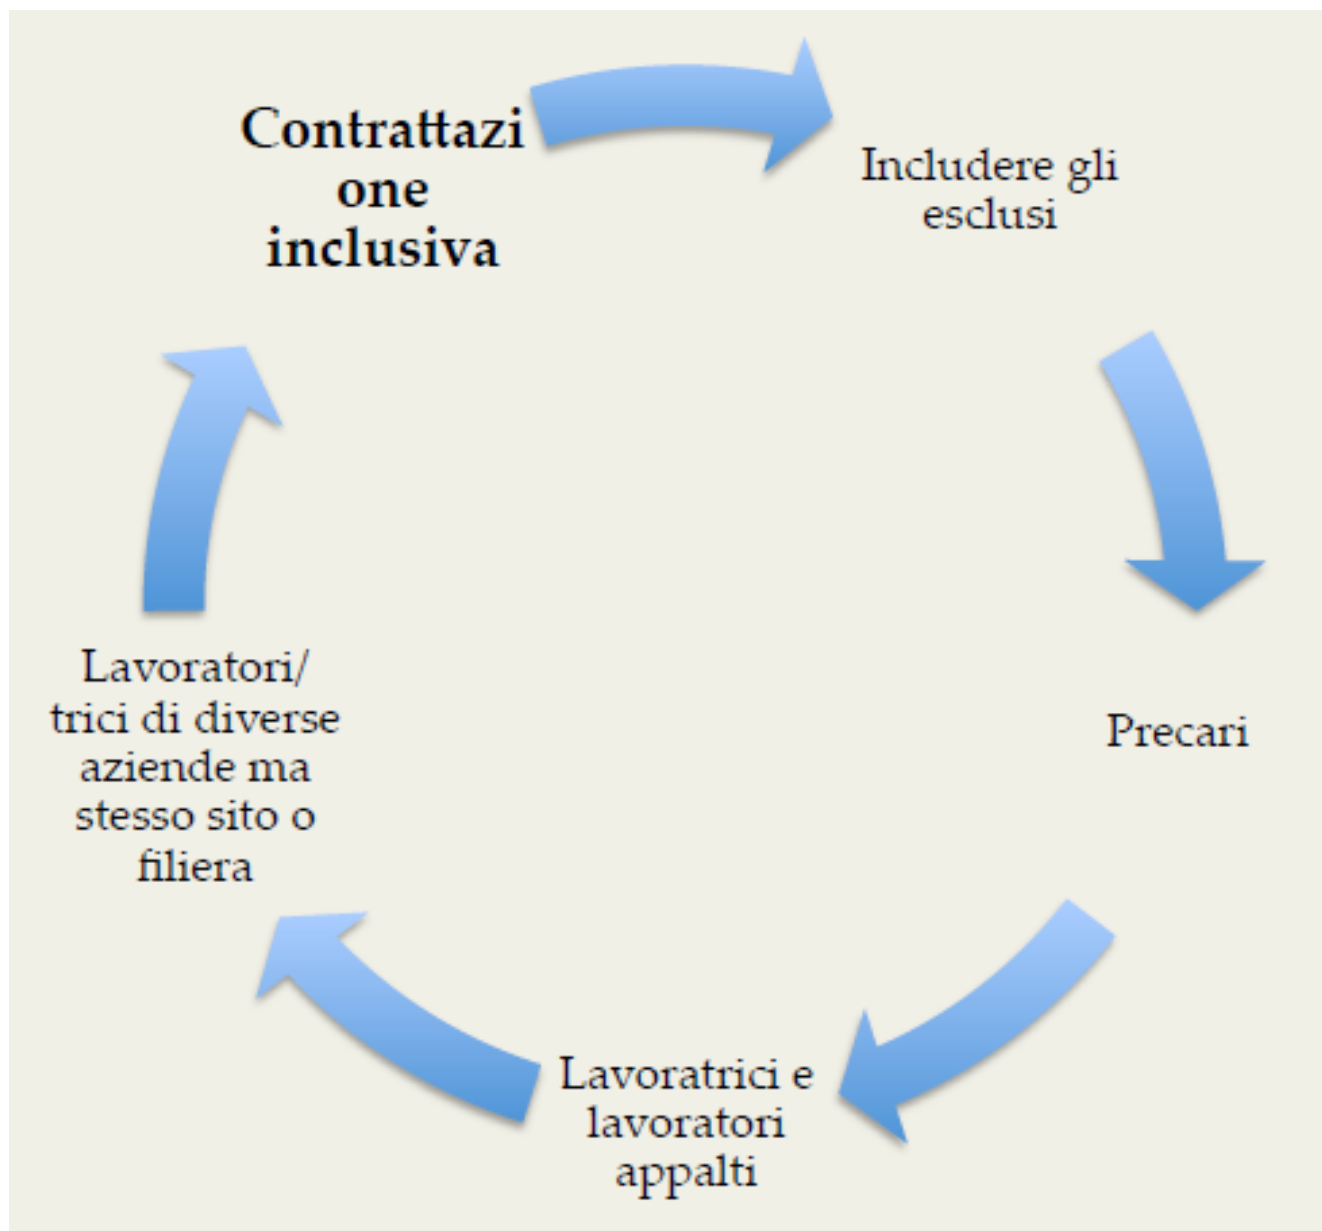 Contrattazi
one
inclusiva
Includere gli
esclusi
Precari
Lavoratrici e
lavoratori
appalti
Lavoratori/
trici di diverse
aziende ma
stesso sito o
filiera